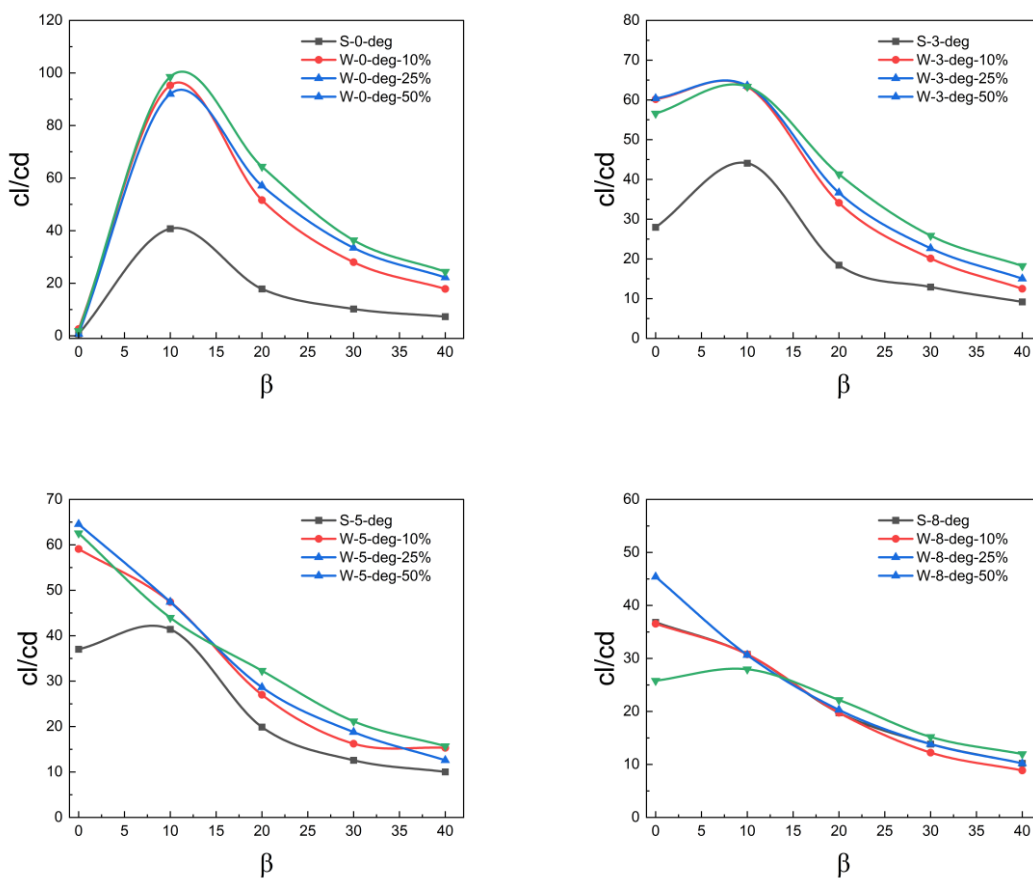 cl/cd
120
100
80
60
40
20
0
S-0-deg
W-0-deg-10%
W-0-deg-25%
W-0-deg-50%
0 5 10 15 20 25 30 35 40
β
cl/cd
80
70
60
50
40
30
20
10
0
S-3-deg
W-3-deg-10%
W-3-deg-25%
W-3-deg-50%
0 5 10 15 20 25 30 35 40
β
cl/cd
70
60
50
40
30
20
10
0
S-5-deg
W-5-deg-10%
W-5-deg-25%
W-5-deg-50%
0 5 10 15 20 25 30 35 40
β
cl/cd
60
50
40
30
20
10
0
S-8-deg
W-8-deg-10%
W-8-deg-25%
W-8-deg-50%
0 5 10 15 20 25 30 35 40
β